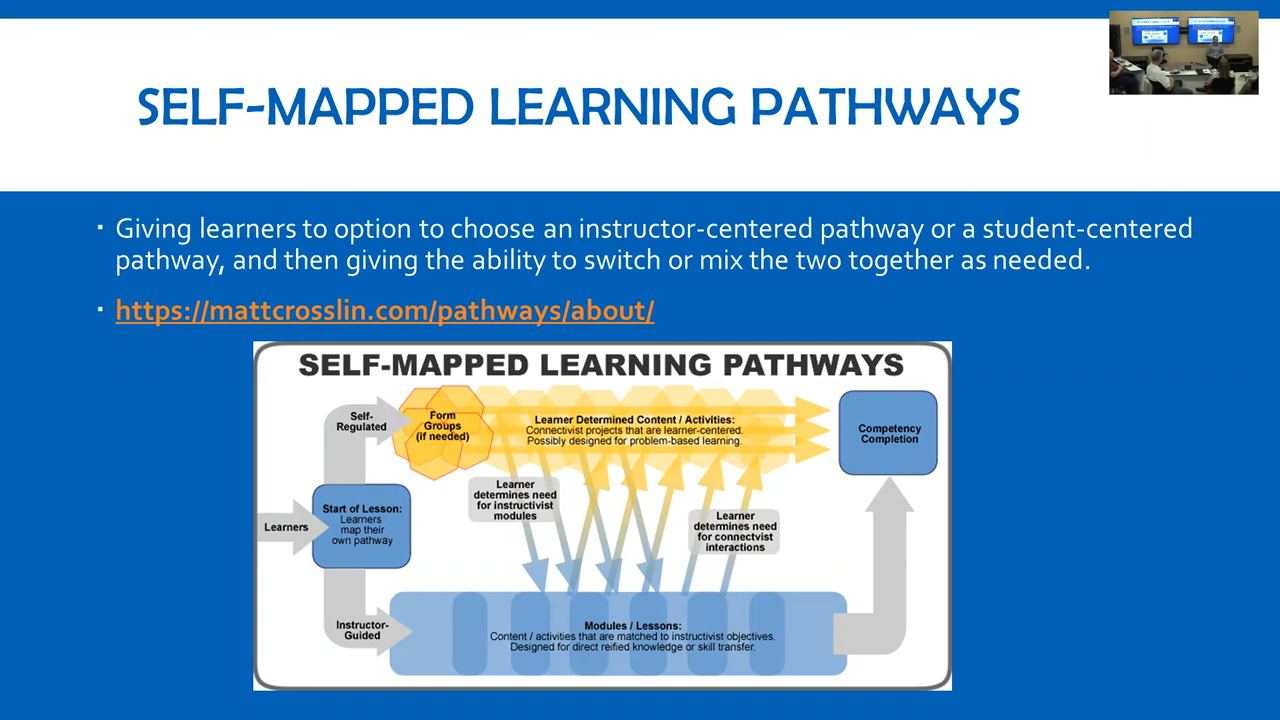 SELF-MAPPED LEARNING PATHWAYS
Giving learners to option to choose an instructor-centered pathway or a student-centered
pathway, and then giving the ability to switch or mix the two together as needed.
https://mattcrosslin.com/pathways/about/
SELF-MAPPED LEARNING PATHWAYS
Self-
Regulated
Form
Groups
(if needed)
Learner Determined Content / Activities:
Connectivist projects that are learner-centered.
Possibly designed for problem-based learning.
Competency
Completion
Learner
determines need
for instructivist
modules
Learner
determines need
for connectvist
interactions
Learners
Start of Lesson:
Learners
map their
own pathway
Instructor-
Guided
Modules / Lessons:
Content / activities that are matched to instructivist objectives.
Designed for direct reified knowledge or skill transfer.